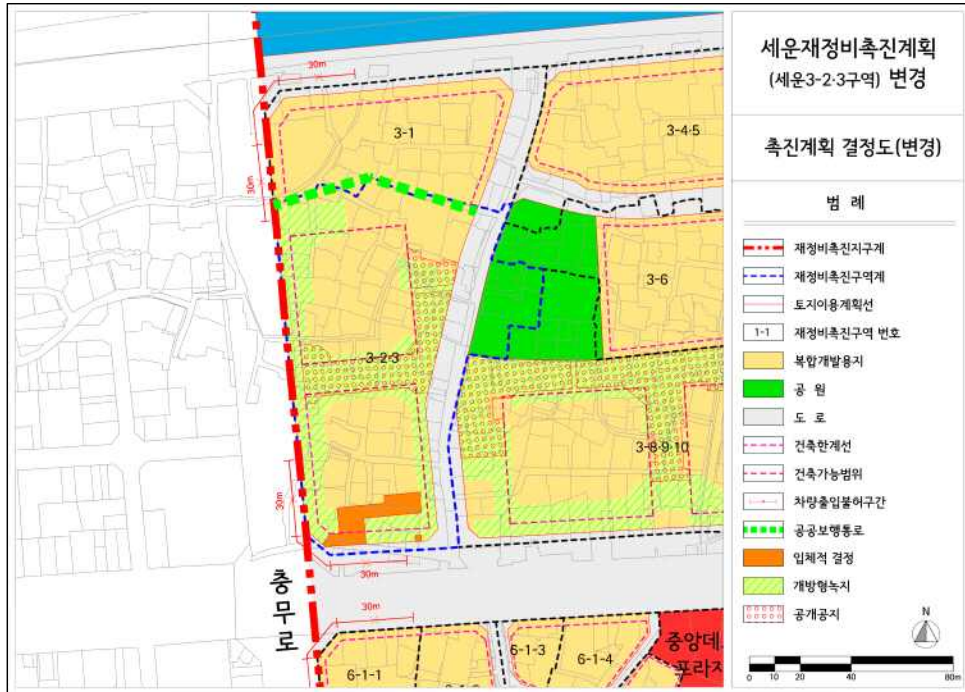 세운재정비촉진계획
(세운3-2·3구역) 변경
촉진계획 결정도(변경)
범 례
재정비촉진지구계
재정비촉진구역계
토지이용계획선
1-1 재정비촉진구역 번호
복합개발용지
공 원
도 로
건축한계선
건축가능범위
차량출입불허구간
공공보행통로
입체적 결정
개방형녹지
공개공지
N
0 10 20 40 80m
30m
3-1
3-4·5
30m
3-6
3-2·3
3-8·9·10
30m
30m
충무로
30m
중앙데
포라자
6-1-1
6-1-3
6-1-4